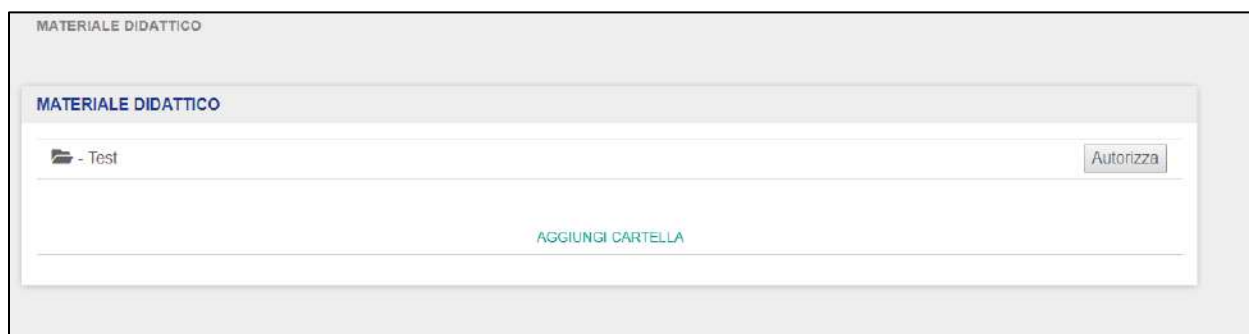 MATERIALE DIDATTICO
MATERIALE DIDATTICO
- Test Autorizza
AGGIUNGI CARTELLA